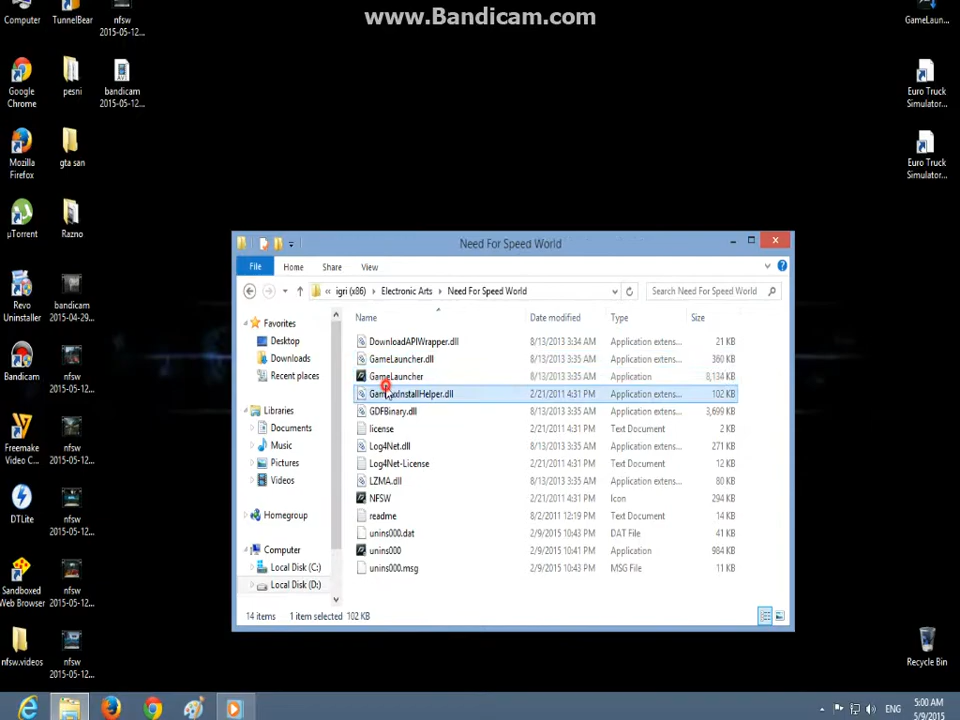 www.Bandicam.com
Computer
TunnelBear
nfsw
2015-05-12...
GameLaun...
Google
Chrome
pesni
bandicam
2015-05-12...
Euro Truck
Simulator...
Mozilla
Firefox
gta san
Euro Truck
Simulator...
µTorrent
Razno
Need For Speed World
File Home Share View
« igri (x86) Electronic Arts Need For Speed World
Search Need For Speed World
Revo
Uninstaller
bandicam
2015-04-29...
Bandicam
nfsw
2015-05-12...
Freemake
Video C...
nfsw
2015-05-12...
DTLite
nfsw
2015-05-12...
Sandboxed
Web Browser
nfsw
2015-05-12...
nfsw.videos
nfsw
2015-05-12...
Favorites
Desktop
Downloads
Recent places
Libraries
Documents
Music
Pictures
Videos
Homegroup
Computer
Local Disk (C:)
Local Disk (D:)
Name Date modified Type Size
DownloadAPIWrapper.dll 8/13/2013 3:34 AM Application extens... 21 KB
GameLauncher.dll 8/13/2013 3:35 AM Application extens... 360 KB
GameLauncher 8/13/2013 3:35 AM Application 8,134 KB
2/21/2011 4:31 PM Application extens... 102 KB
GDFBinary.dll 8/13/2013 3:35 AM Application extens... 3,699 KB
license 2/21/2011 4:31 PM Text Document 2 KB
Log4Net.dll 8/13/2013 3:35 AM Application extens... 271 KB
Log4Net-License 2/21/2011 4:31 PM Text Document 12 KB
LZMA.dll 8/13/2013 3:35 AM Application extens... 80 KB
NFSW 2/21/2011 4:31 PM Icon 294 KB
readme 8/2/2011 12:19 PM Text Document 14 KB
unins000.dat 2/9/2015 10:43 PM DAT File 41 KB
unins000 2/9/2015 10:41 PM Application 984 KB
unins000.msg 2/9/2015 10:43 PM MSG File 11 KB
14 items 1 item selected 102 KB
Recycle Bin
ENG
5:00 AM
5/9/2015